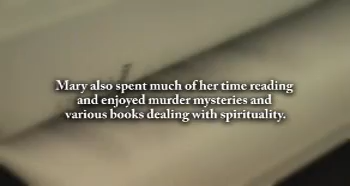 Mary also spent much of her time reading
and enjoyed murder mysteries and
various books dealing with spirituality.